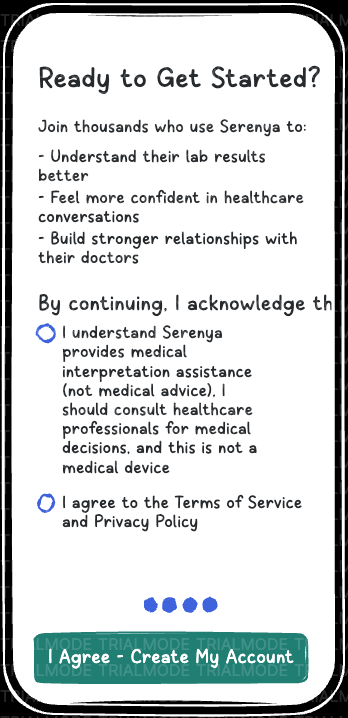 Ready to Get Started?
Join thousands who use Serenya to:
- Understand their lab results
better
- Feel more confident in healthcare
conversations
- Build stronger relationships with
their doctors
By continuing, I acknowledge th
I understand Serenya
provides medical
interpretation assistance
(not medical advice), I
should consult healthcare
professionals for medical
decisions, and this is not a
medical device
I agree to the Terms of Service
and Privacy Policy
I Agree - Create My Account
TRIALMODE TRIALMODE TRIALMODE